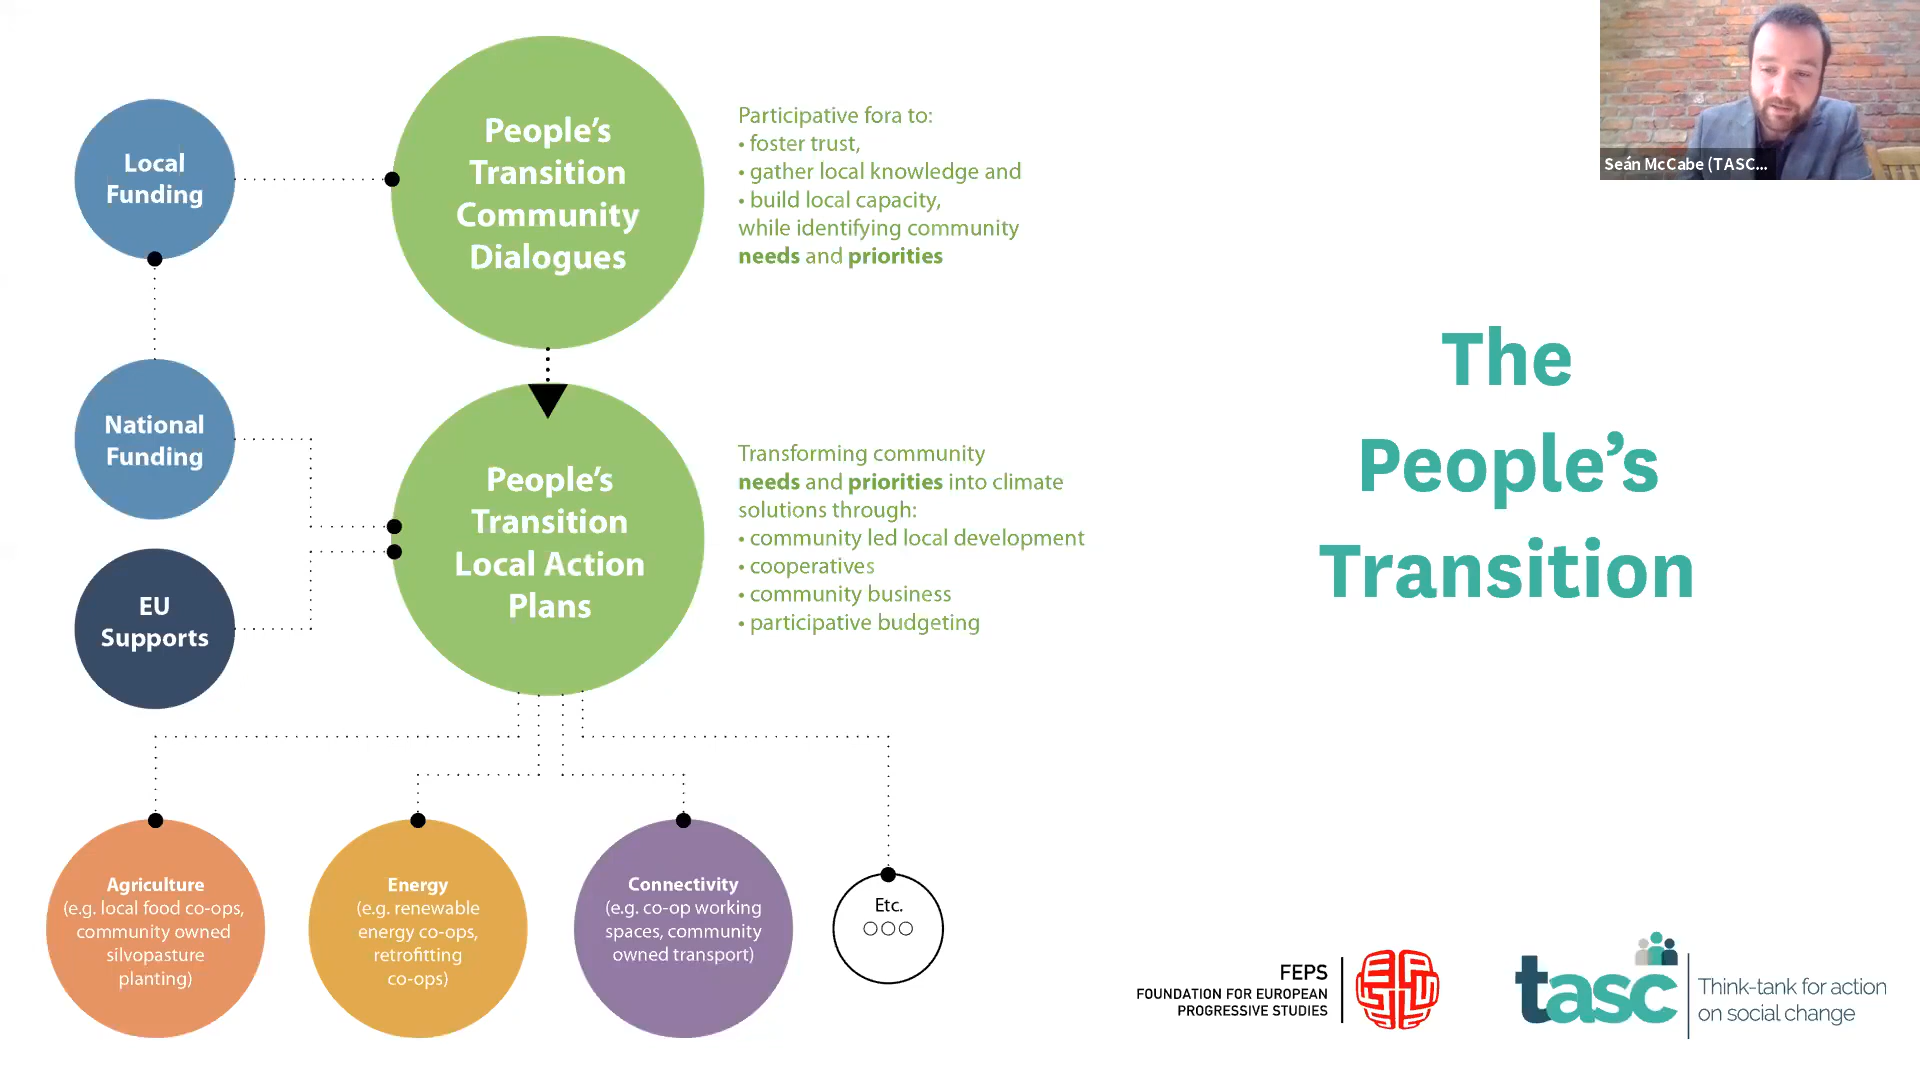 Local
Funding
People’s
Transition
Community
Dialogues
Participative fora to:
• foster trust,
• gather local knowledge and
• build local capacity,
while identifying community
needs and priorities
Seán McCabe (TASC...
National
Funding
EU
Supports
People’s
Transition
Local Action
Plans
Transforming community
needs and priorities into climate
solutions through:
• community led local development
• cooperatives
• community business
• participative budgeting
The
People’s
Transition
Agriculture
(e.g. local food co-ops,
community owned
silvopasture
planting)
Energy
(e.g. renewable
energy co-ops,
retrofitting
co-ops)
Connectivity
(e.g. co-op working
spaces, community
owned transport)
Etc.
FEPS
FOUNDATION FOR EUROPEAN
PROGRESSIVE STUDIES
FEPS
tasc
Think-tank for action
on social change